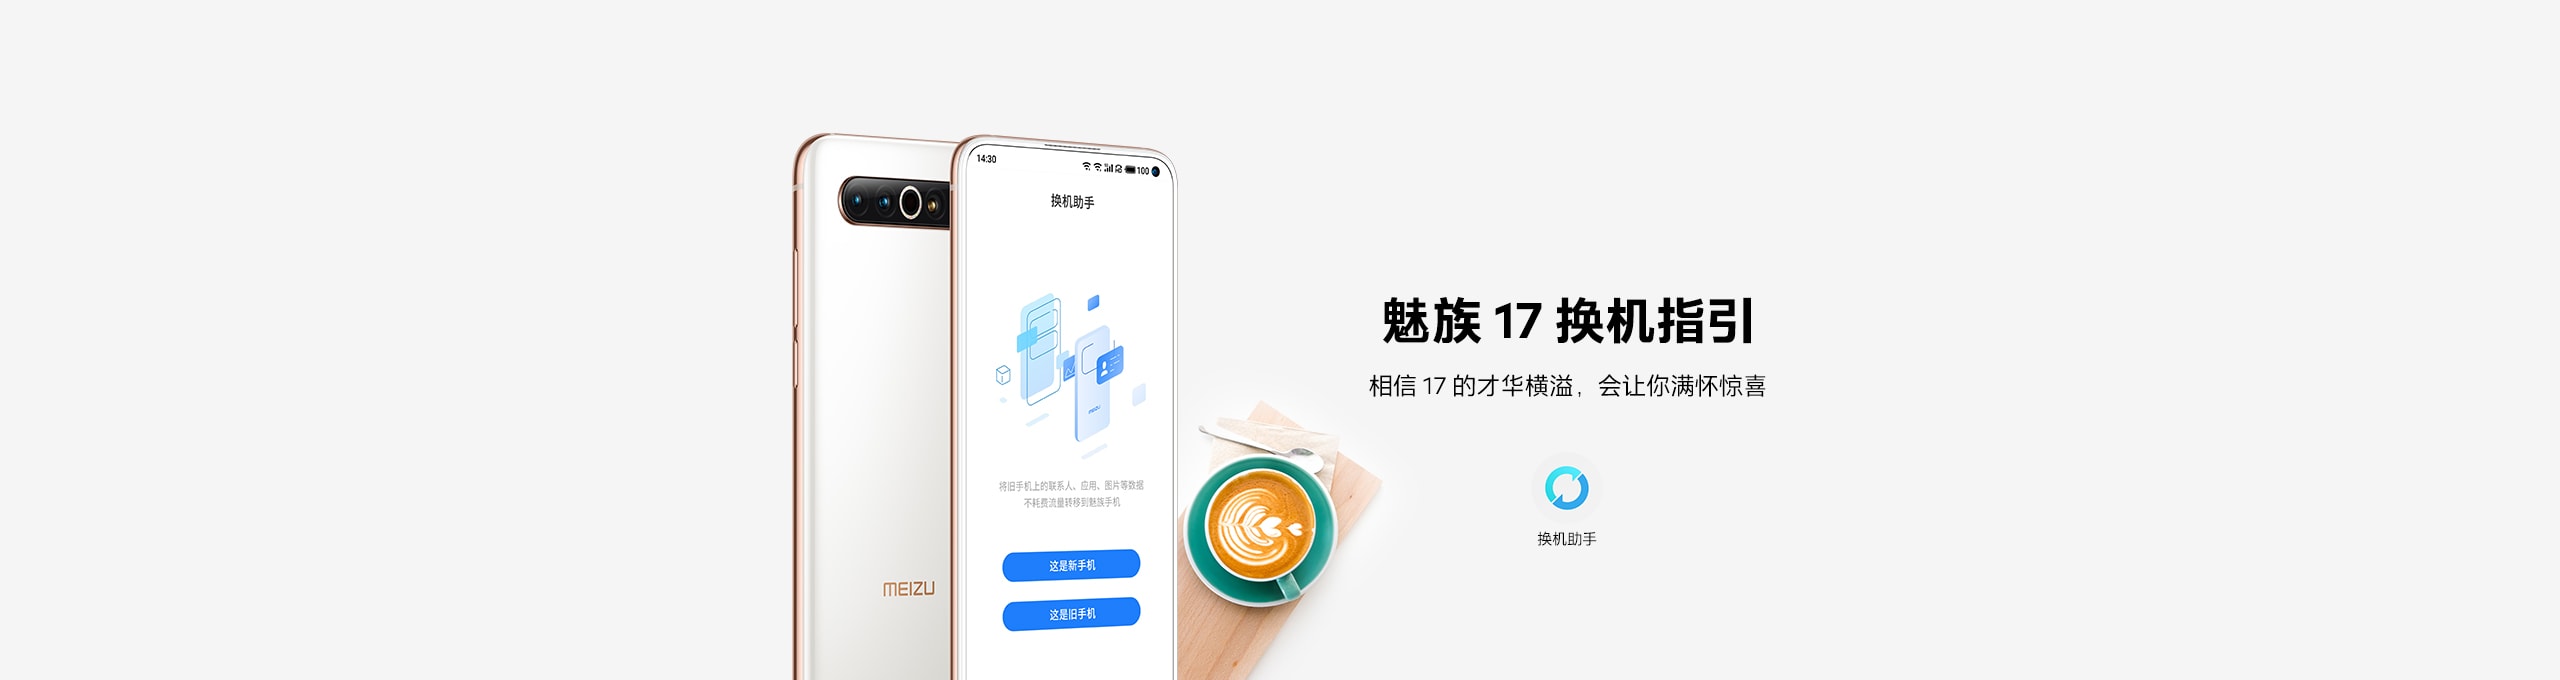 14:30
100
换机助手
MEIZU
将旧手机上的联系人、应用、图片等数据
不耗费流量转移到魅族手机
这是新手机
这是旧手机
MEIZU
魅族 17 换机指引
相信 17 的才华横溢，会让你满怀惊喜
换机助手